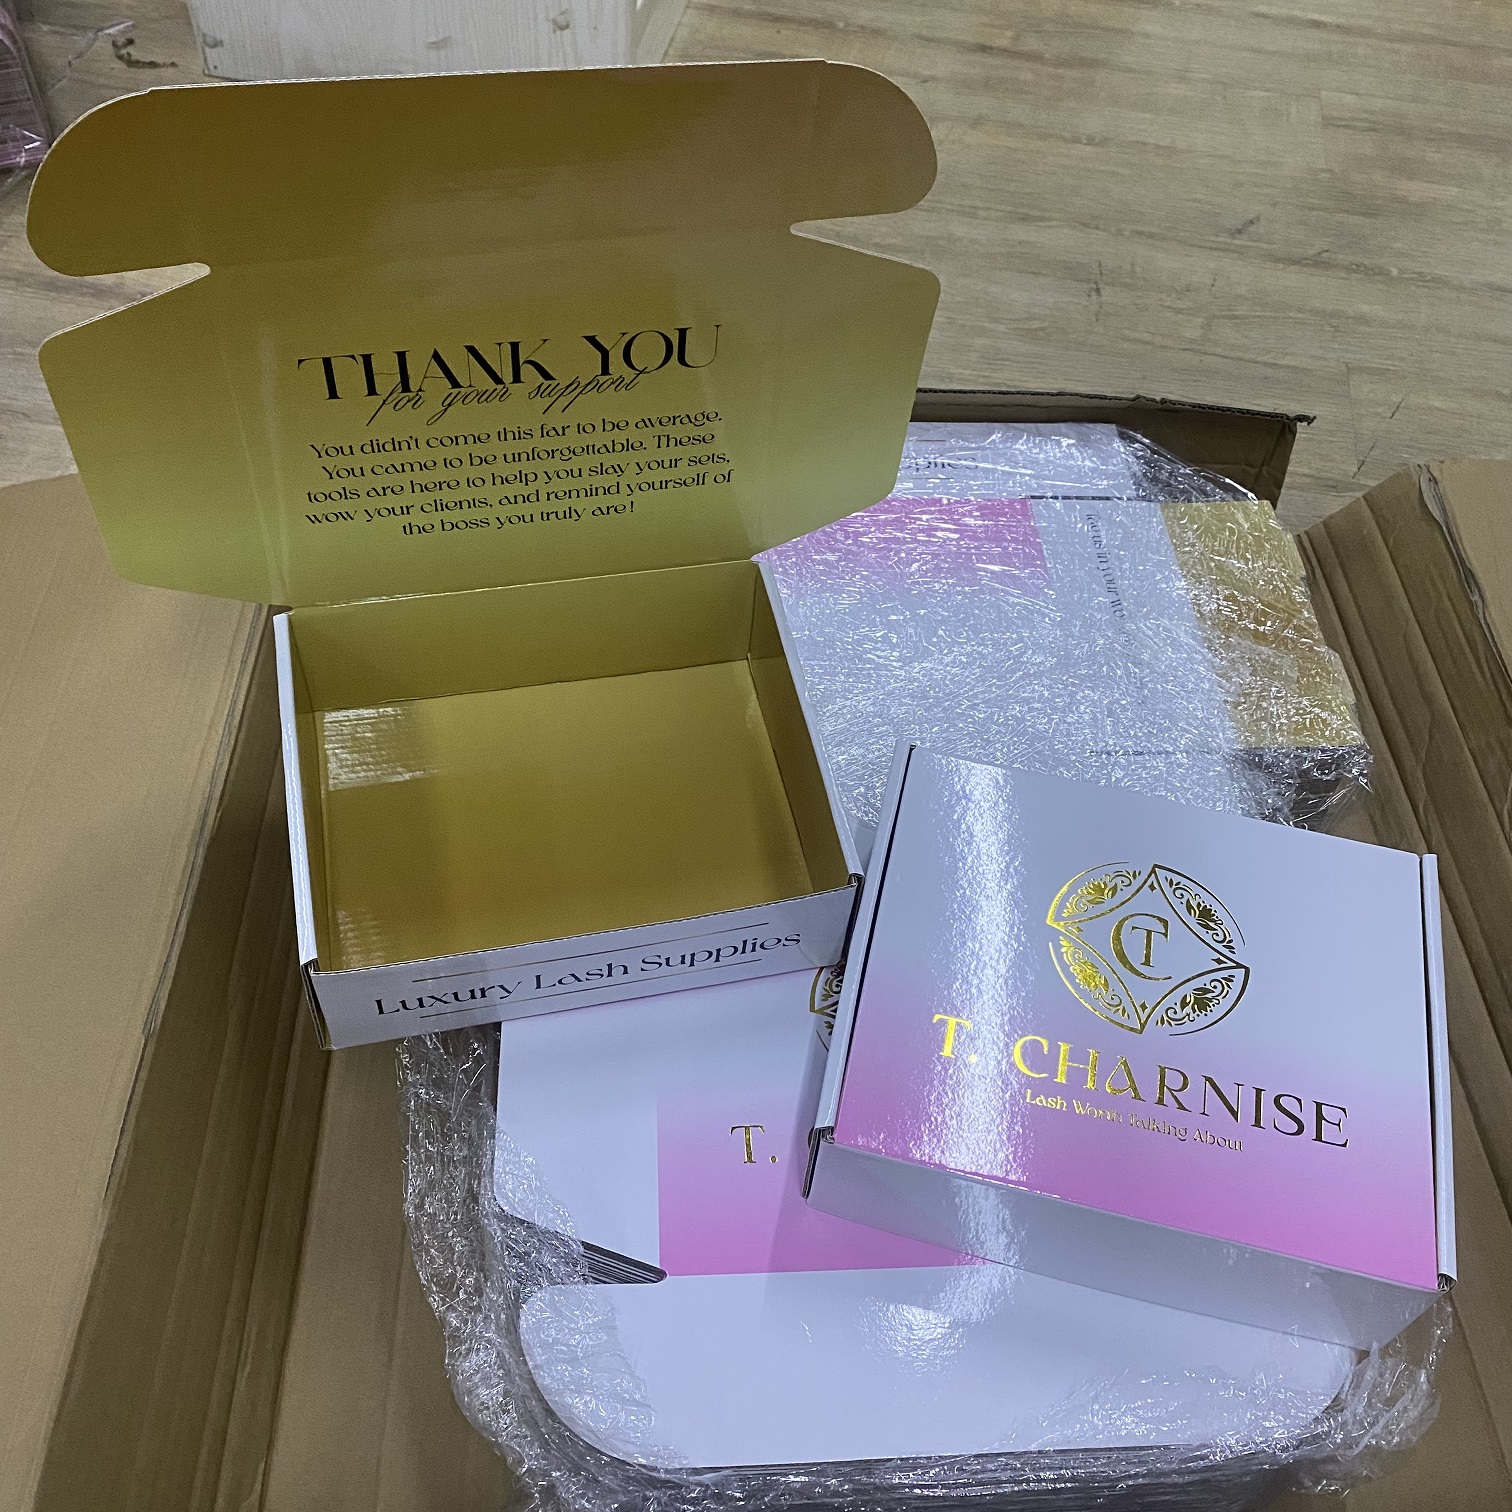 THANK YOU
for your support
You didn't come this far to be average.
You came to be unforgettable. These
tools are here to help you slay your sets,
wow your clients, and remind yourself of
the boss you truly are!
Luxury Lash Supplies
CT
T. CHARNISE
Lash Worth Talking About
T.